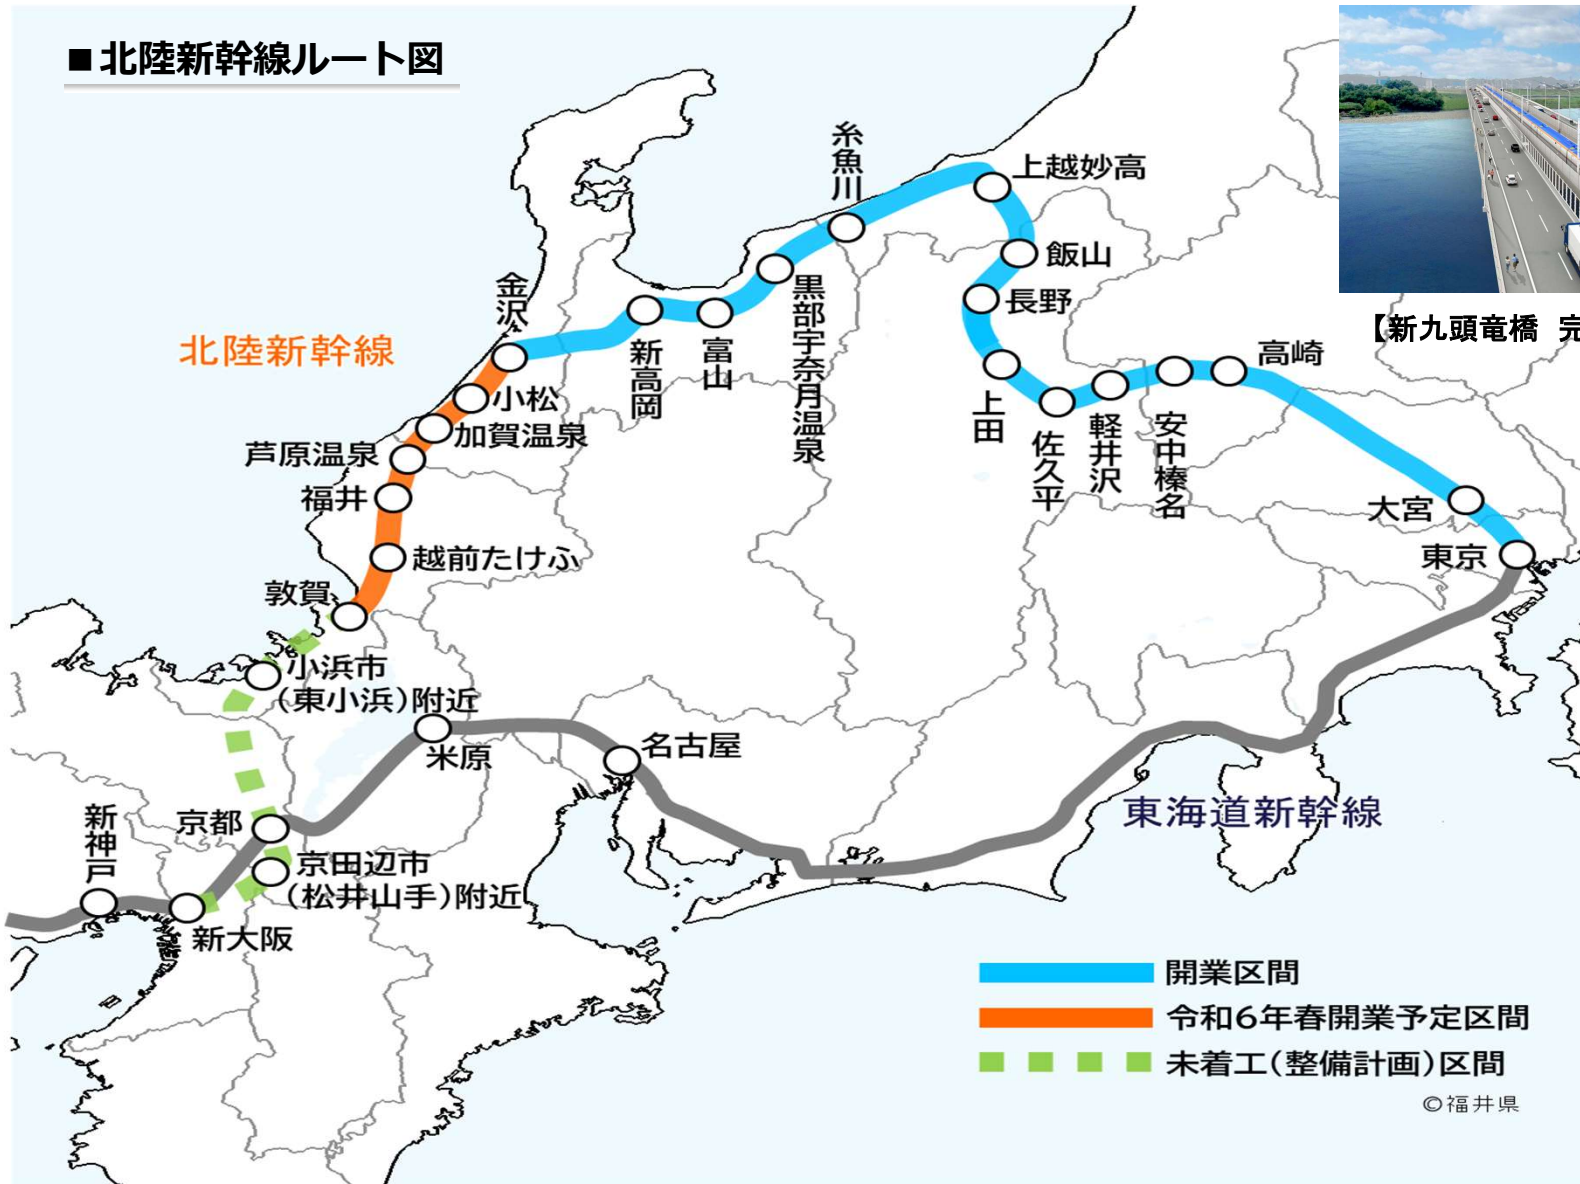 ■北陸新幹線ルート図
糸魚川
上越妙高
飯山
長野
金沢
黒部宇奈月温泉
【新九頭竜橋 完
北陸新幹線
新高岡
富山
高崎
小松
加賀温泉
上田
佐久平
軽井沢
安中榛名
芦原温泉
福井
大宮
越前たけふ
東京
敦賀
小浜市
(東小浜)附近
米原
名古屋
新神戸
京都
東海道新幹線
京田辺市
(松井山手)附近
新大阪
開業区間
令和6年春開業予定区間
未着工(整備計画)区間
©福井県